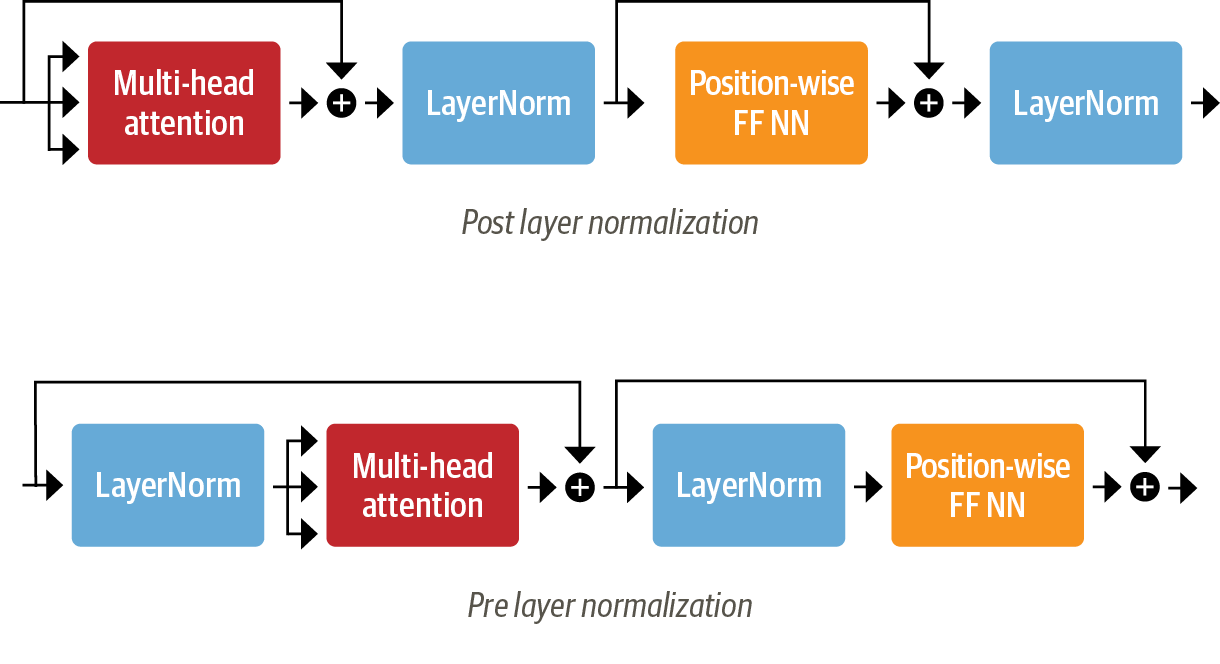 Multi-head
attention
LayerNorm
Position-wise
FF NN
LayerNorm
Post layer normalization
LayerNorm
Multi-head
attention
LayerNorm
Position-wise
FF NN
Pre layer normalization